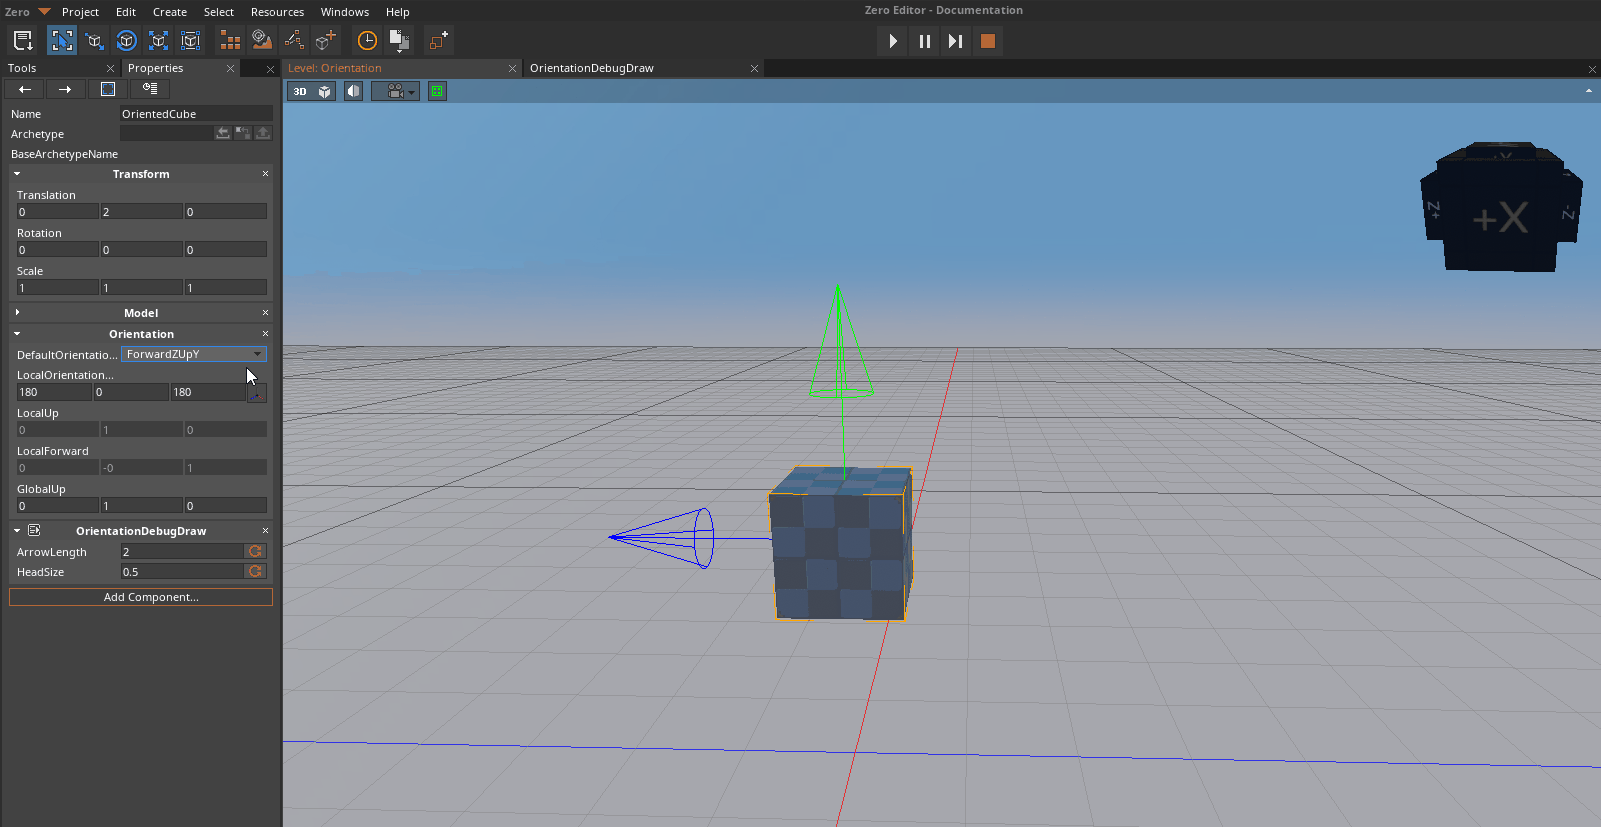 Zero Project Edit Create Select Resources Windows Help
Zero Editor - Documentation
Tools Properties
Level: Orientation OrientationDebugDraw
3D
Name OrientedCube
Archetype
BaseArchetypeName
Transform
Translation
0 2 0
Rotation
0 0 0
Scale
1 1 1
Model
Orientation
DefaultOrientatio... ForwardZUpY
LocalOrientation...
180 0 180
LocalUp
0 1 0
LocalForward
0 -0 1
GlobalUp
0 1 0
OrientationDebugDraw
ArrowLength 2
HeadSize 0.5
Add Component...
Z+ +X Z-